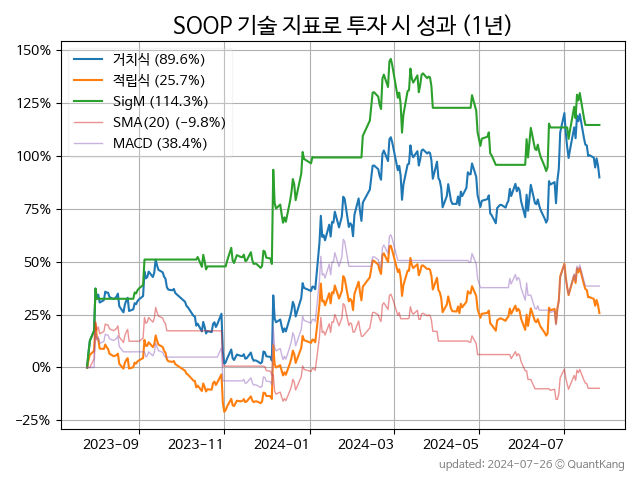 SOOP 기술 지표로 투자 시 성과 (1년)
150%
125%
100%
75%
50%
25%
0%
−25%
거치식 (89.6%)
적립식 (25.7%)
SigM (114.3%)
SMA(20) (−9.8%)
MACD (38.4%)
2023-09
2023-11
2024-01
2024-03
2024-05
2024-07
updated: 2024-07-26 © QuantKang